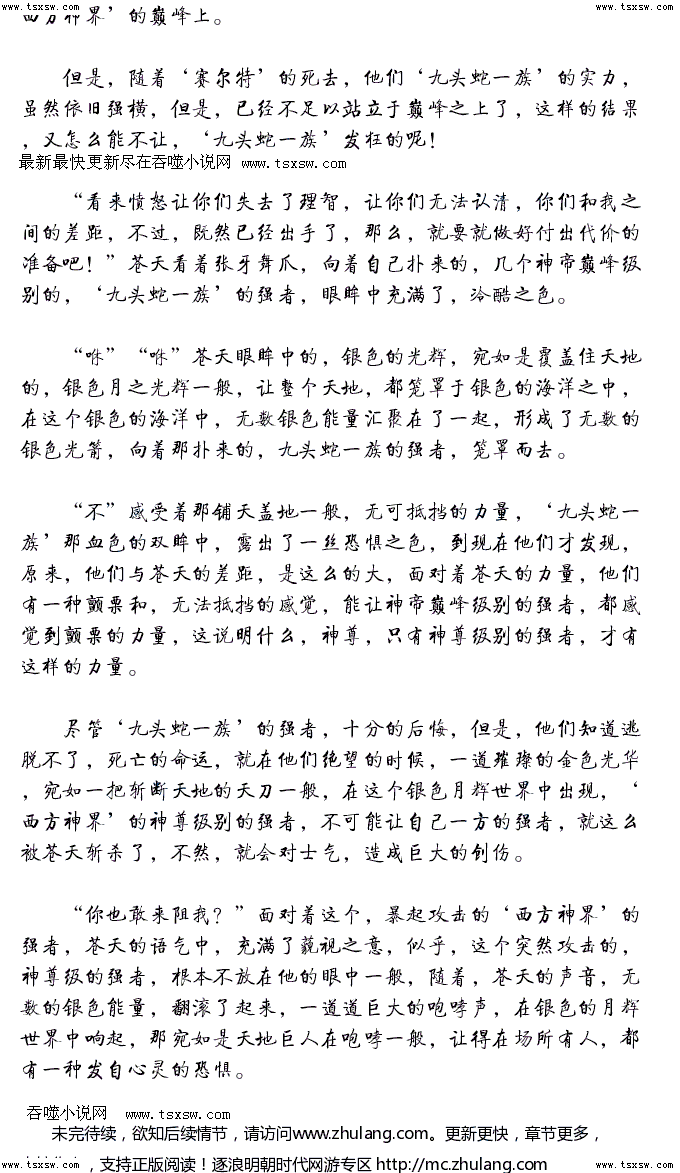 www.tsxsw.com www.tsxsw.com
西方神界’的巅峰上。
但是，随着‘赛尔特’的死去，他们‘九头蛇一族’的实力，
虽然依旧强横，但是，已经不足以站立于巅峰之上了，这样的结果
，又怎么能不让，‘九头蛇一族’发狂的呢！
最新最快更新尽在吞噬小说网 www.tsxsw.com
“看来愤怒让你们失去了理智，让你们无法认清，你们和我之
间的差距，不过，既然已经出手了，那么，就要就做好付出代价的
准备吧！”苍天看着张牙舞爪，向着自己扑来的，几个神帝巅峰级
别的，‘九头蛇一族’的强者，眼眸中充满了，冷酷之色。
“咻”“咻”苍天眼眸中的，银色的光辉，宛如是覆盖住天地
的，银色月之光辉一般，让整个天地，都笼罩于银色的海洋之中，
在这个银色的海洋中，无数银色能量汇聚在了一起，形成了无数的
银色光箭，向着那扑来的，九头蛇一族的强者，笼罩而去。
“不”感受着那铺天盖地一般，无可抵挡的力量，‘九头蛇一
族’那血色的双眸中，露出了一丝恐惧之色，到现在他们才发现，
原来，他们与苍天的差距，是这么的大，面对着苍天的力量，他们
有一种颤栗和，无法抵挡的感觉，能让神帝巅峰级别的强者，都感
觉到颤栗的力量，这说明什么，神尊，只有神尊级别的强者，才有
这样的力量。
尽管‘九头蛇一族’的强者，十分的后悔，但是，他们知道逃
脱不了，死亡的命运，就在他们绝望的时候，一道璀璨的金色光华
，宛如一把斩断天地的天刀一般，在这个银色月辉世界中出现，‘
西方神界’的神尊级别的强者，不可能让自己一方的强者，就这么
被苍天斩杀了，不然，就会对士气，造成巨大的创伤。
“你也敢来阻我？”面对着这个，暴起攻击的‘西方神界’的
强者，苍天的语气中，充满了藐视之意，似乎，这个突然攻击的，
神尊级的强者，根本不放在他的眼中一般，随着，苍天的声音，无
数的银色能量，翻滚了起来，一道道巨大的咆哮声，在银色的月辉
世界中响起，那宛如是天地巨人在咆哮一般，让得在场所有人，都
有一种发自心灵的恐惧。
吞噬小说网 www.tsxsw.com
未完待续，欲知后续情节，请访问www.zhulang.com。更新更快，章节更多，
，支持正版阅读！逐浪明朝时代网游专区 http://mc.zhulang.com
www.tsxsw.com www.tsxsw.com